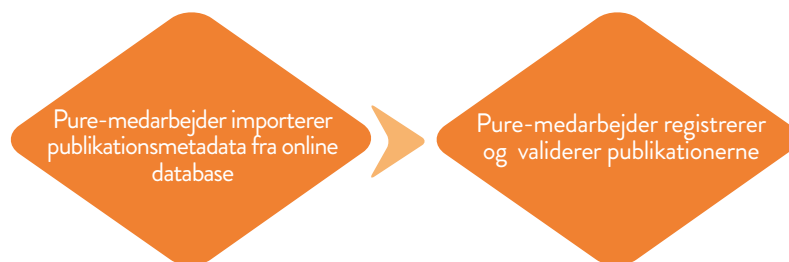 Pure-medarbejder importerer
publikationsmetadata fra online
database
Pure-medarbejder registrerer
og validerer publikationerne